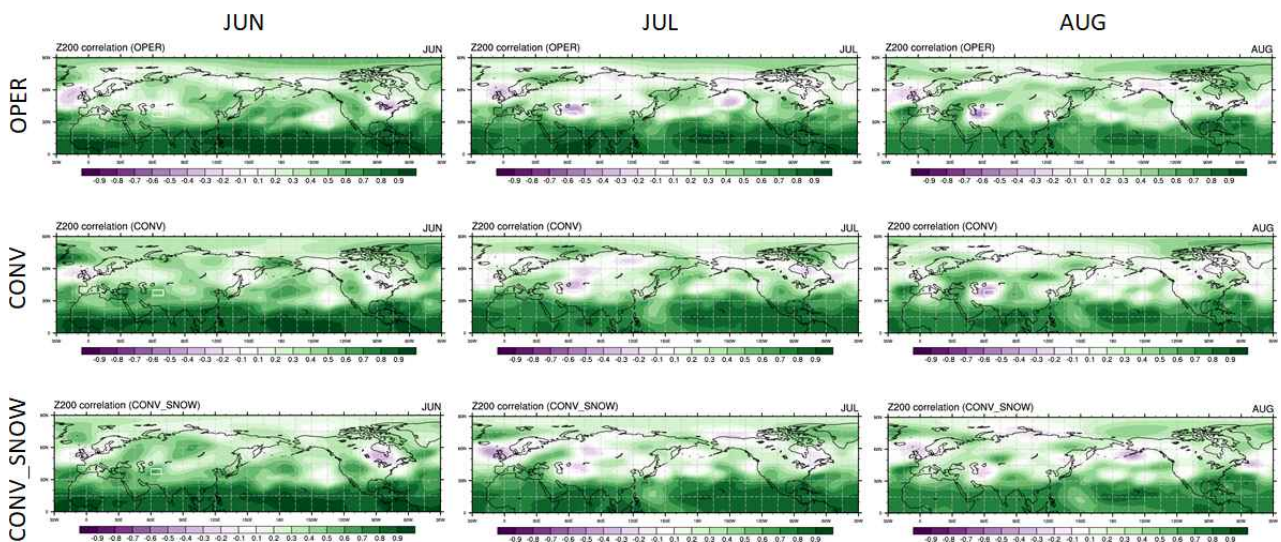 JUN JUL AUG
OPER
Z200 correlation (OPER) JUN
Z200 correlation (OPER) JUL
Z200 correlation (OPER) AUG
90N
60N
30N
0
-0.9 -0.8 -0.7 -0.6 -0.5 -0.4 -0.3 -0.2 -0.1 0.1 0.2 0.3 0.4 0.5 0.6 0.7 0.8 0.9
-0.9 -0.8 -0.7 -0.6 -0.5 -0.4 -0.3 -0.2 -0.1 0.1 0.2 0.3 0.4 0.5 0.6 0.7 0.8 0.9
-0.9 -0.8 -0.7 -0.6 -0.5 -0.4 -0.3 -0.2 -0.1 0.1 0.2 0.3 0.4 0.5 0.6 0.7 0.8 0.9
CONV
Z200 correlation (CONV) JUN
Z200 correlation (CONV) JUL
Z200 correlation (CONV) AUG
90N
60N
30N
0
-0.9 -0.8 -0.7 -0.6 -0.5 -0.4 -0.3 -0.2 -0.1 0.1 0.2 0.3 0.4 0.5 0.6 0.7 0.8 0.9
-0.9 -0.8 -0.7 -0.6 -0.5 -0.4 -0.3 -0.2 -0.1 0.1 0.2 0.3 0.4 0.5 0.6 0.7 0.8 0.9
-0.9 -0.8 -0.7 -0.6 -0.5 -0.4 -0.3 -0.2 -0.1 0.1 0.2 0.3 0.4 0.5 0.6 0.7 0.8 0.9
CONV_SNOW
Z200 correlation (CONV_SNOW) JUN
Z200 correlation (CONV_SNOW) JUL
Z200 correlation (CONV_SNOW) AUG
90N
60N
30N
0
-0.9 -0.8 -0.7 -0.6 -0.5 -0.4 -0.3 -0.2 -0.1 0.1 0.2 0.3 0.4 0.5 0.6 0.7 0.8 0.9
-0.9 -0.8 -0.7 -0.6 -0.5 -0.4 -0.3 -0.2 -0.1 0.1 0.2 0.3 0.4 0.5 0.6 0.7 0.8 0.9
-0.9 -0.8 -0.7 -0.6 -0.5 -0.4 -0.3 -0.2 -0.1 0.1 0.2 0.3 0.4 0.5 0.6 0.7 0.8 0.9